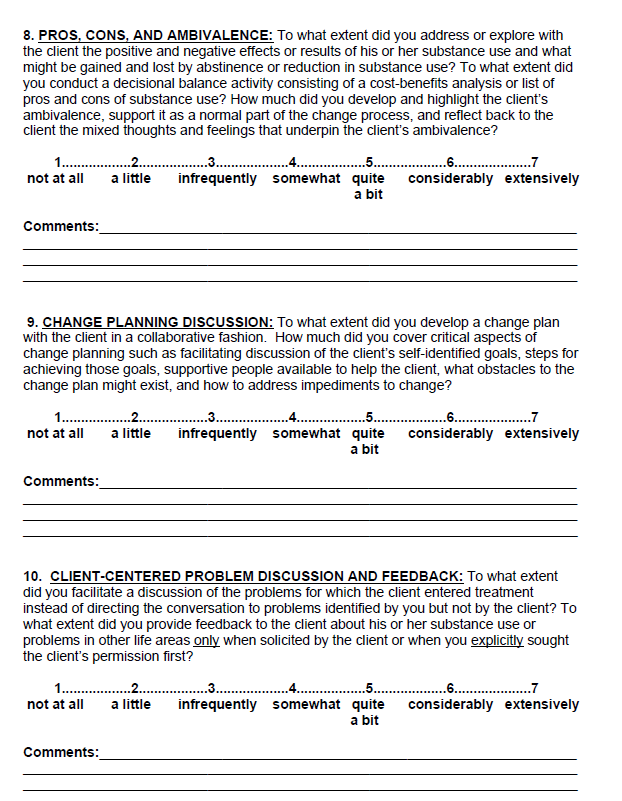 8. PROS, CONS, AND AMBIVALENCE: To what extent did you address or explore with
the client the positive and negative effects or results of his or her substance use and what
might be gained and lost by abstinence or reduction in substance use? To what extent did
you conduct a decisional balance activity consisting of a cost-benefits analysis or list of
pros and cons of substance use? How much did you develop and highlight the client's
ambivalence, support it as a normal part of the change process, and reflect back to the
client the mixed thoughts and feelings that underpin the client's ambivalence?
1..................2..................3...................4..................5...................6....................7
not at all a little infrequently somewhat quite considerably extensively
a bit
Comments:
9. CHANGE PLANNING DISCUSSION: To what extent did you develop a change plan
with the client in a collaborative fashion. How much did you cover critical aspects of
change planning such as facilitating discussion of the client's self-identified goals, steps for
achieving those goals, supportive people available to help the client, what obstacles to the
change plan might exist, and how to address impediments to change?
1..................2..................3...................4..................5...................6....................7
not at all a little infrequently somewhat quite considerably extensively
a bit
Comments:
10. CLIENT-CENTERED PROBLEM DISCUSSION AND FEEDBACK: To what extent
did you facilitate a discussion of the problems for which the client entered treatment
instead of directing the conversation to problems identified by you but not by the client? To
what extent did you provide feedback to the client about his or her substance use or
problems in other life areas only when solicited by the client or when you explicitly sought
the client's permission first?
1..................2..................3...................4..................5...................6....................7
not at all a little infrequently somewhat quite considerably extensively
a bit
Comments: